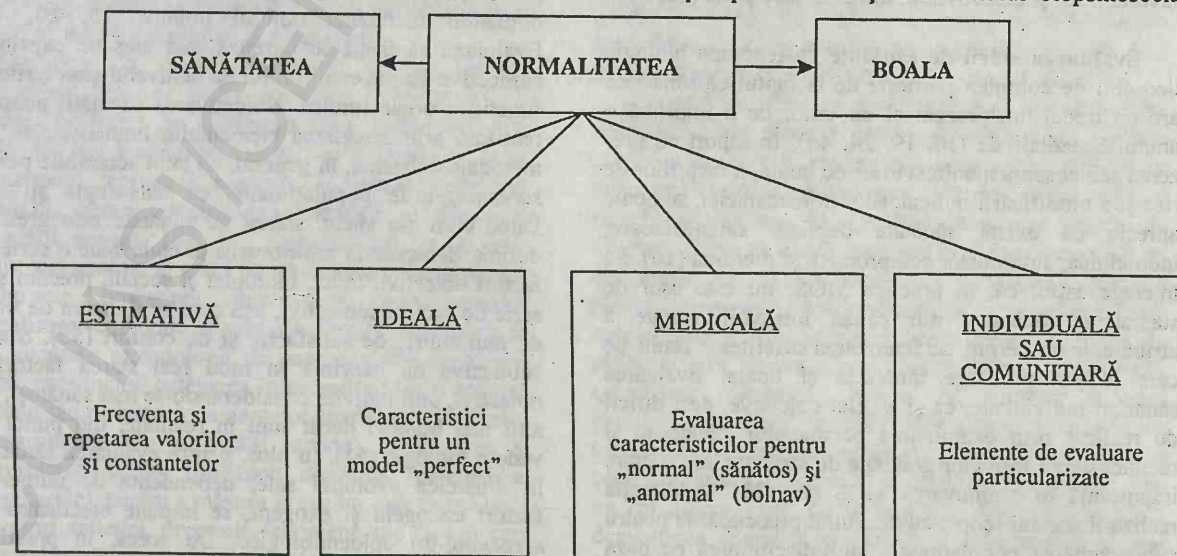 SĂNĂTATEA
NORMALITATEA
BOALA
ESTIMATIVĂ
Frecvența și
repetarea valorilor
și constantelor
IDEALĂ
Caracteristici
pentru un
model „perfect”
MEDICALĂ
Evaluarea
caracteristicilor pentru
„normal” (sănătos) și
„anormal” (bolnav)
INDIVIDUALĂ
SAU
COMUNITARĂ
Elemente de evaluare
particularizate